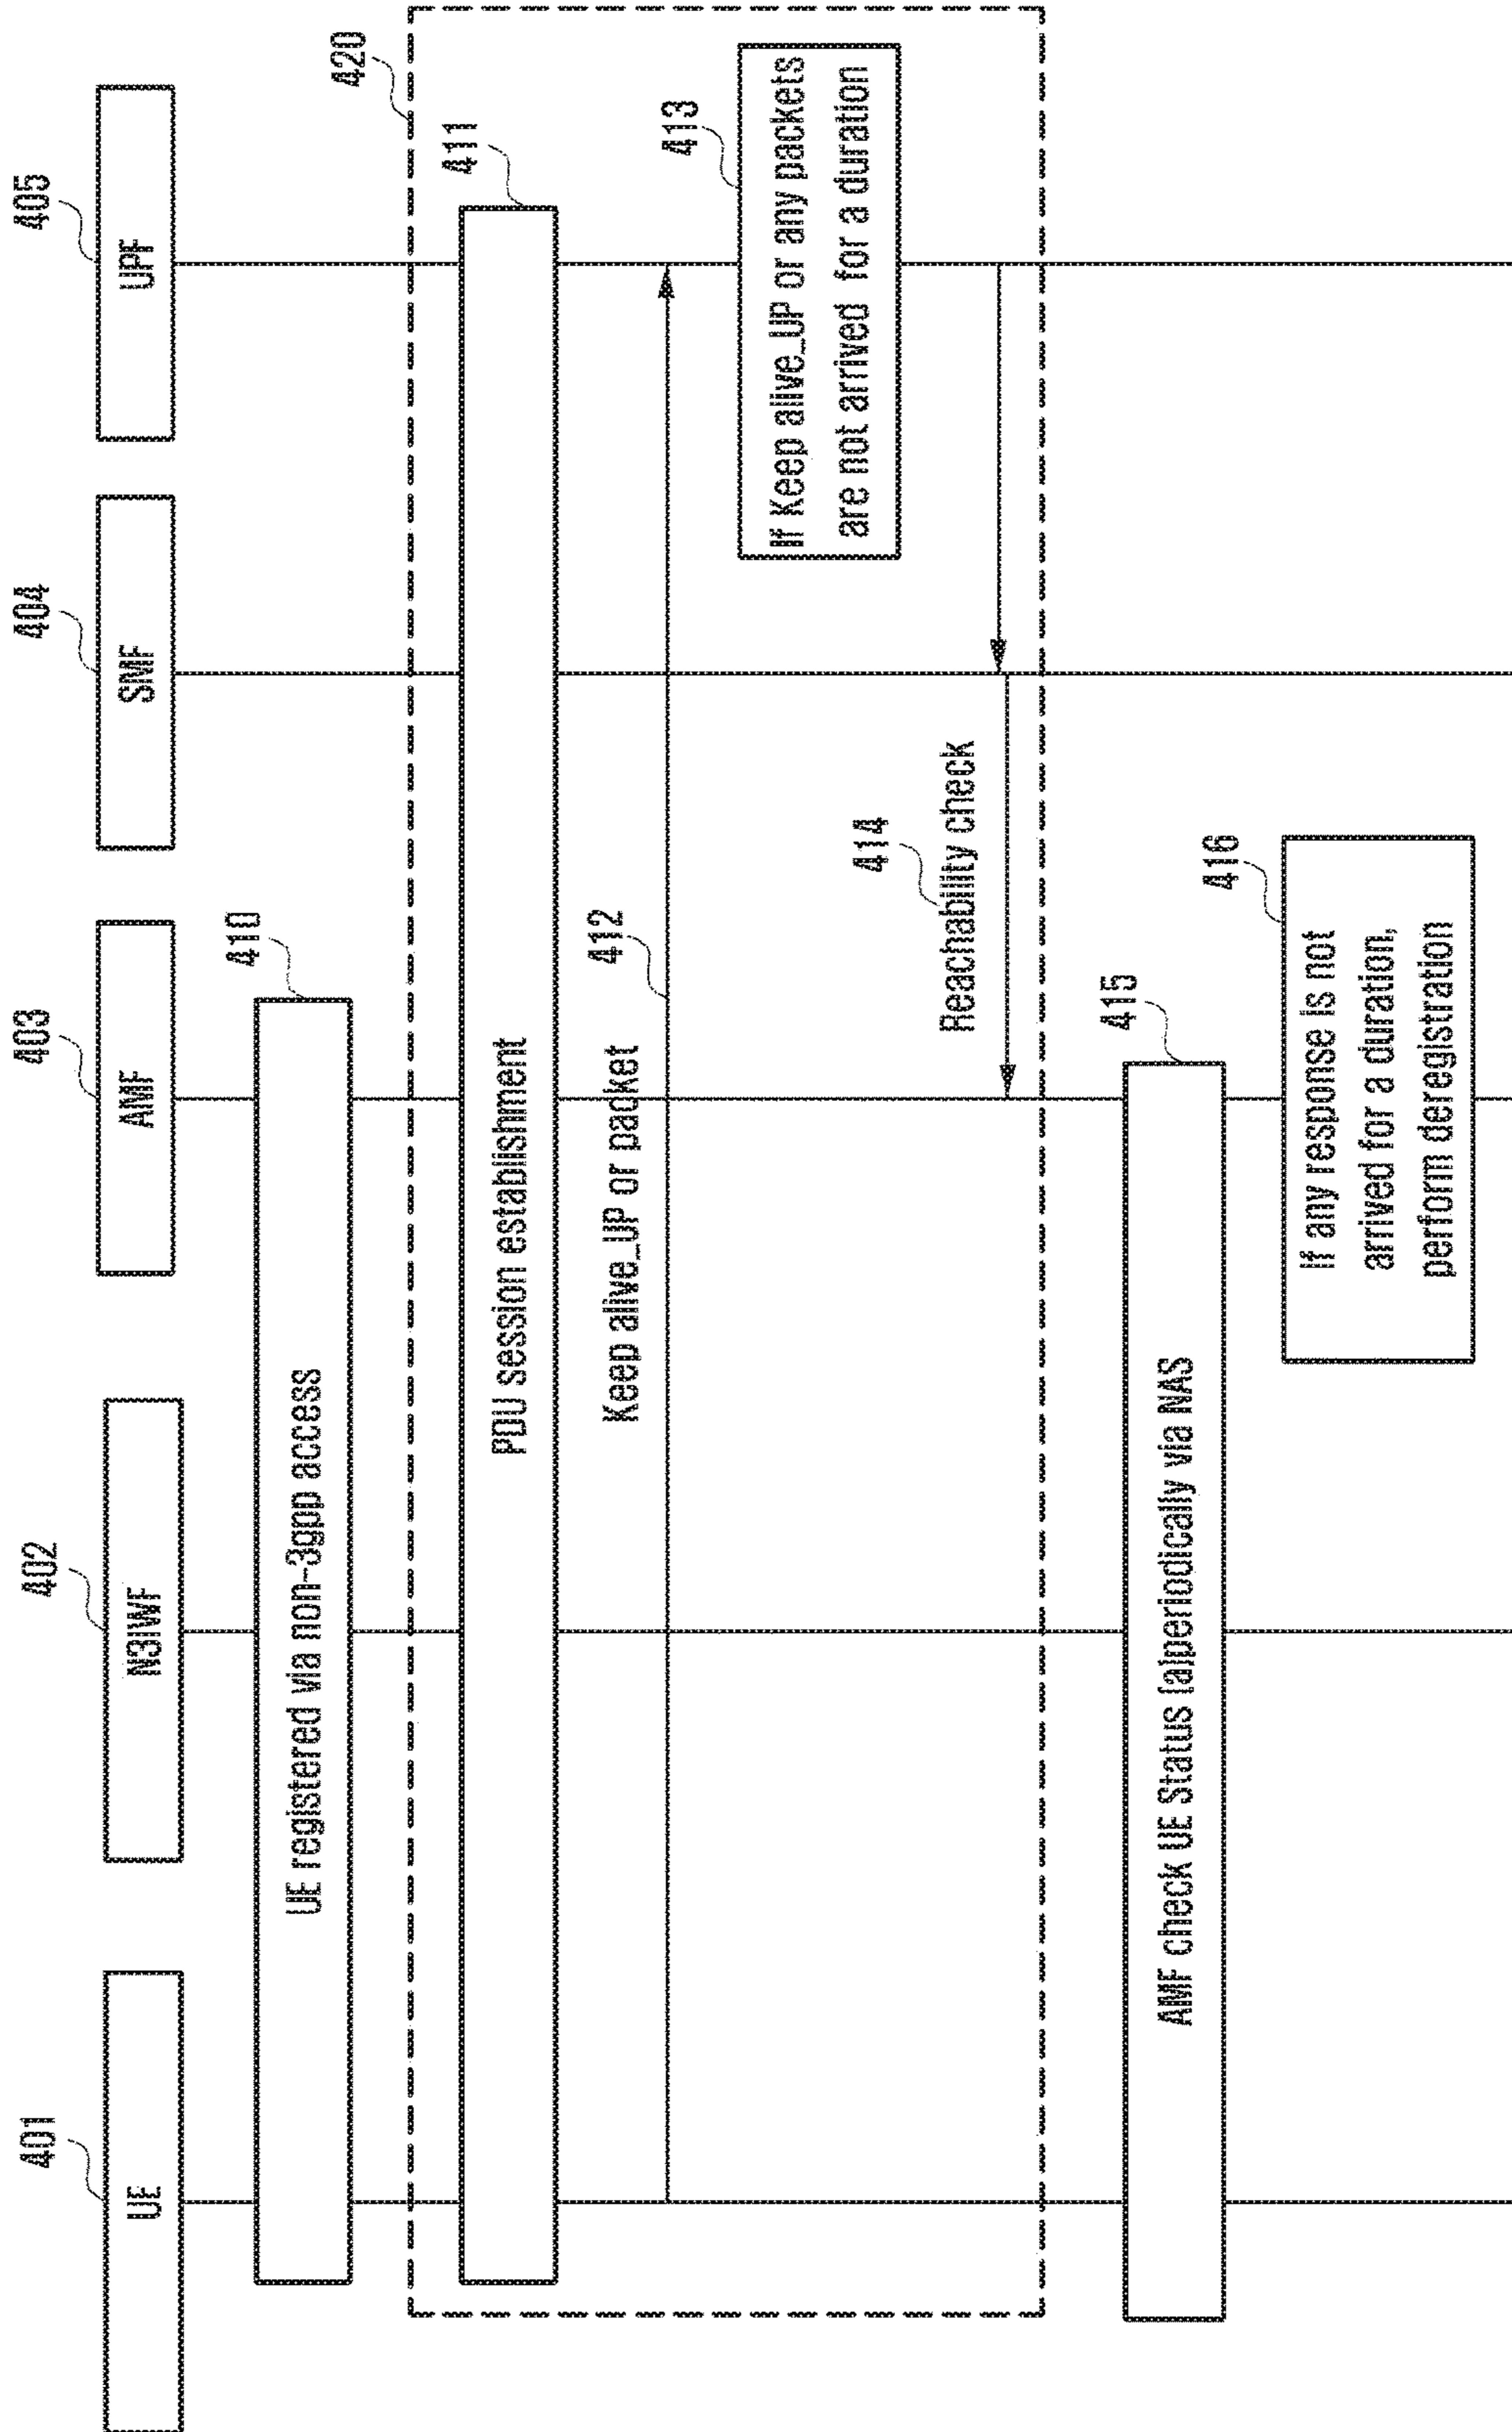 401
402
403
404
405
UE
N3IWF
AMF
SMF
UPF
410
UE registered via non-3gpp access
420
411
PDU session establishment
Keep alive_UP or packet
412
413
If Keep alive_UP or any packets
are not arrived for a duration
414
Reachability check
415
AMF check UE Status (a)periodically via NAS
416
If any response is not
arrived for a duration,
perform deregistration